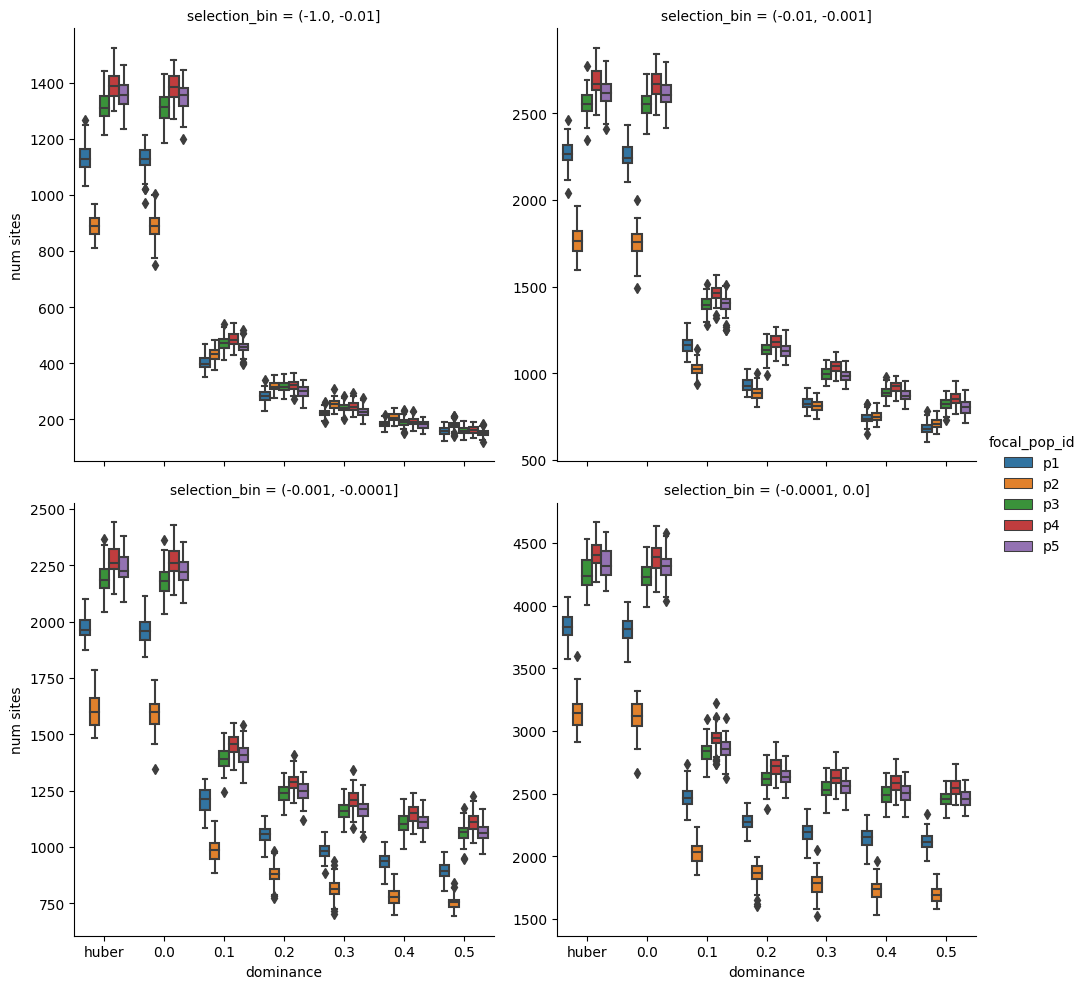 selection_bin = (-1.0, -0.01]
selection_bin = (-0.01, -0.001]
num sites
1400
1200
1000
800
600
400
200
2500
2000
1500
1000
500
focal_pop_id
p1
p2
p3
p4
p5
selection_bin = (-0.001, -0.0001]
selection_bin = (-0.0001, 0.0]
num sites
2500
2250
2000
1750
1500
1250
1000
750
4500
4000
3500
3000
2500
2000
1500
huber 0.0 0.1 0.2 0.3 0.4 0.5
huber 0.0 0.1 0.2 0.3 0.4 0.5
dominance
dominance